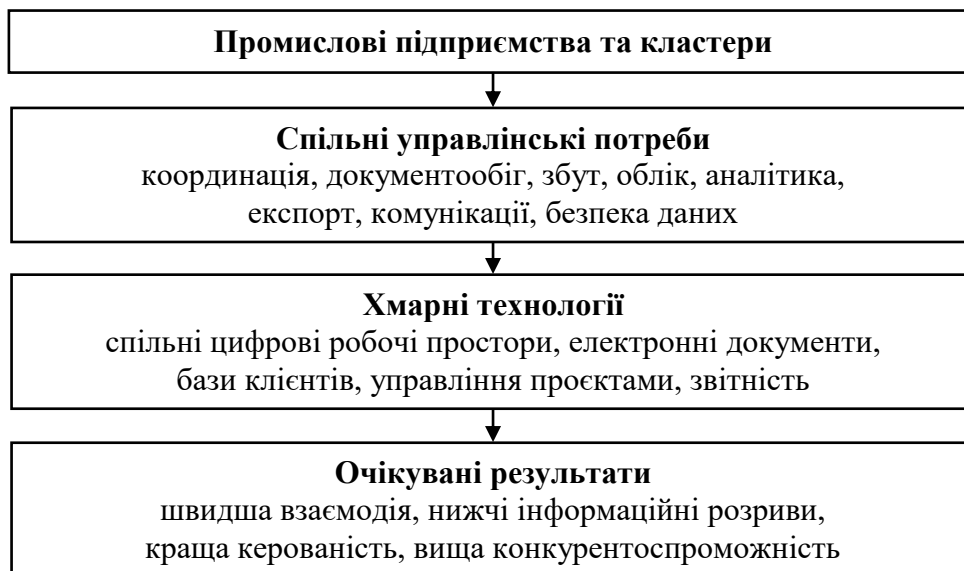 Промислові підприємства та кластери
Спільні управлінські потреби
координація, документообіг, збут, облік, аналітика,
експорт, комунікації, безпека даних
Хмарні технології
спільні цифрові робочі простори, електронні документи,
бази клієнтів, управління проєктами, звітність
Очікувані результати
швидша взаємодія, нижчі інформаційні розриви,
краща керованість, вища конкурентоспроможність